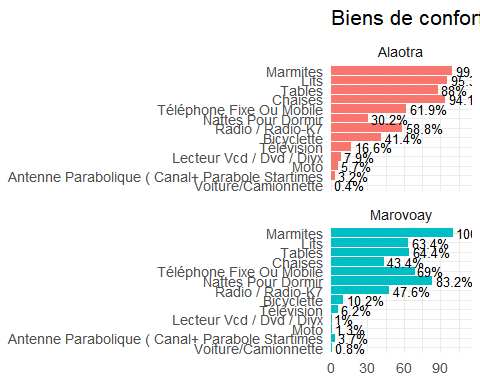 Biens de confort
Alaotra
Marmites 99.
Lits 95.
Tables 88%
Chaises 94.1
Téléphone Fixe Ou Mobile 61.9%
Nattes Pour Dormir 30.2%
Radio / Radio-K7 58.8%
Bicyclette 41.4%
Télévision 16.6%
Lecteur Vcd / Dvd / Divx 7.9%
Moto 5.7%
Antenne Parabolique ( Canal+ Parabole Startimes 3.2%
Voiture/Camionnette 0.4%
Marovoay
Marmites 100
Lits 63.4%
Tables 64.4%
Chaises 43.4%
Téléphone Fixe Ou Mobile 69%
Nattes Pour Dormir 83.2%
Radio / Radio-K7 47.6%
Bicyclette 10.2%
Télévision 6.2%
Lecteur Vcd / Dvd / Divx 1%
Moto 1.3%
Antenne Parabolique ( Canal+ Parabole Startimes 3.7%
Voiture/Camionnette 0.8%
0 30 60 90